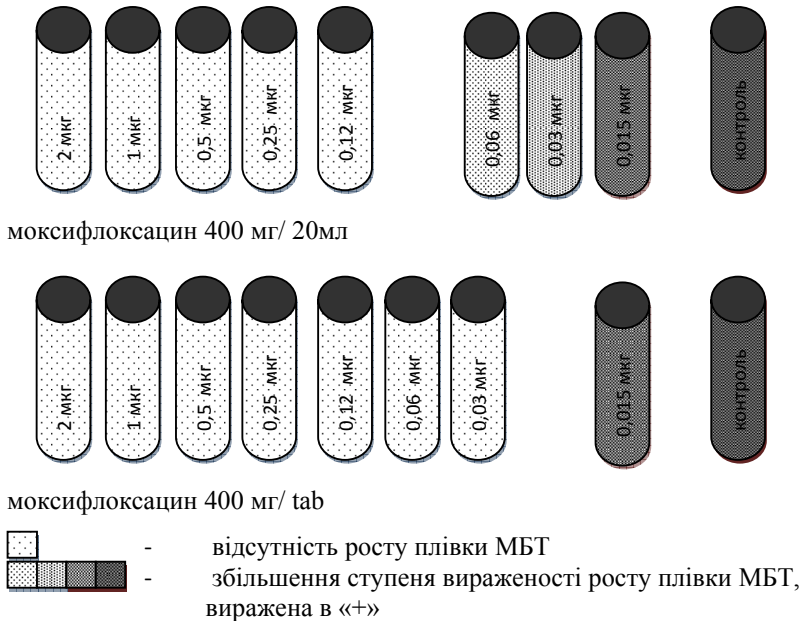 2 мкг
1 мкг
0,5 мкг
0,25 мкг
0,12 мкг
0,06 мкг
0,03 мкг
0,015 мкг
контроль
моксифлоксацин 400 мг/ 20мл
2 мкг
1 мкг
0,5 мкг
0,25 мкг
0,12 мкг
0,06 мкг
0,03 мкг
0,015 мкг
контроль
моксифлоксацин 400 мг/ tab
- відсутність росту плівки МБТ
- збільшення ступеня вираженості росту плівки МБТ,
виражена в «+»